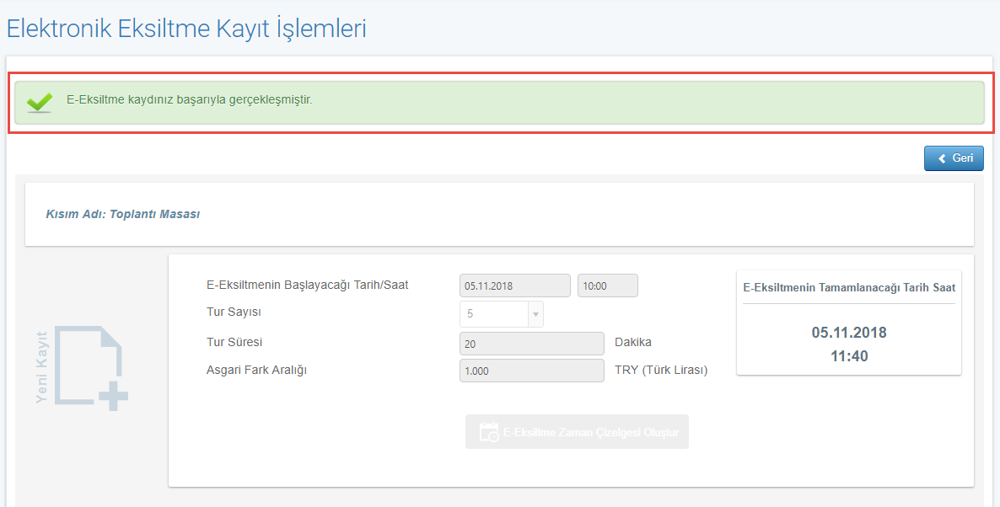 Elektronik Eksiltme Kayıt İşlemleri
E-Eksiltme kaydınız başarıyla gerçekleşmiştir.
Geri
Kısım Adı: Toplantı Masası
Yeni Kayıt
E-Eksiltmenin Başlayacağı Tarih/Saat 05.11.2018 10:00
Tur Sayısı 5
Tur Süresi 20 Dakika
Asgari Fark Aralığı 1.000 TRY (Türk Lirası)
E-Eksiltme Zaman Çizelgesi Oluştur
E-Eksiltmenin Tamamlanacağı Tarih Saat
05.11.2018
11:40